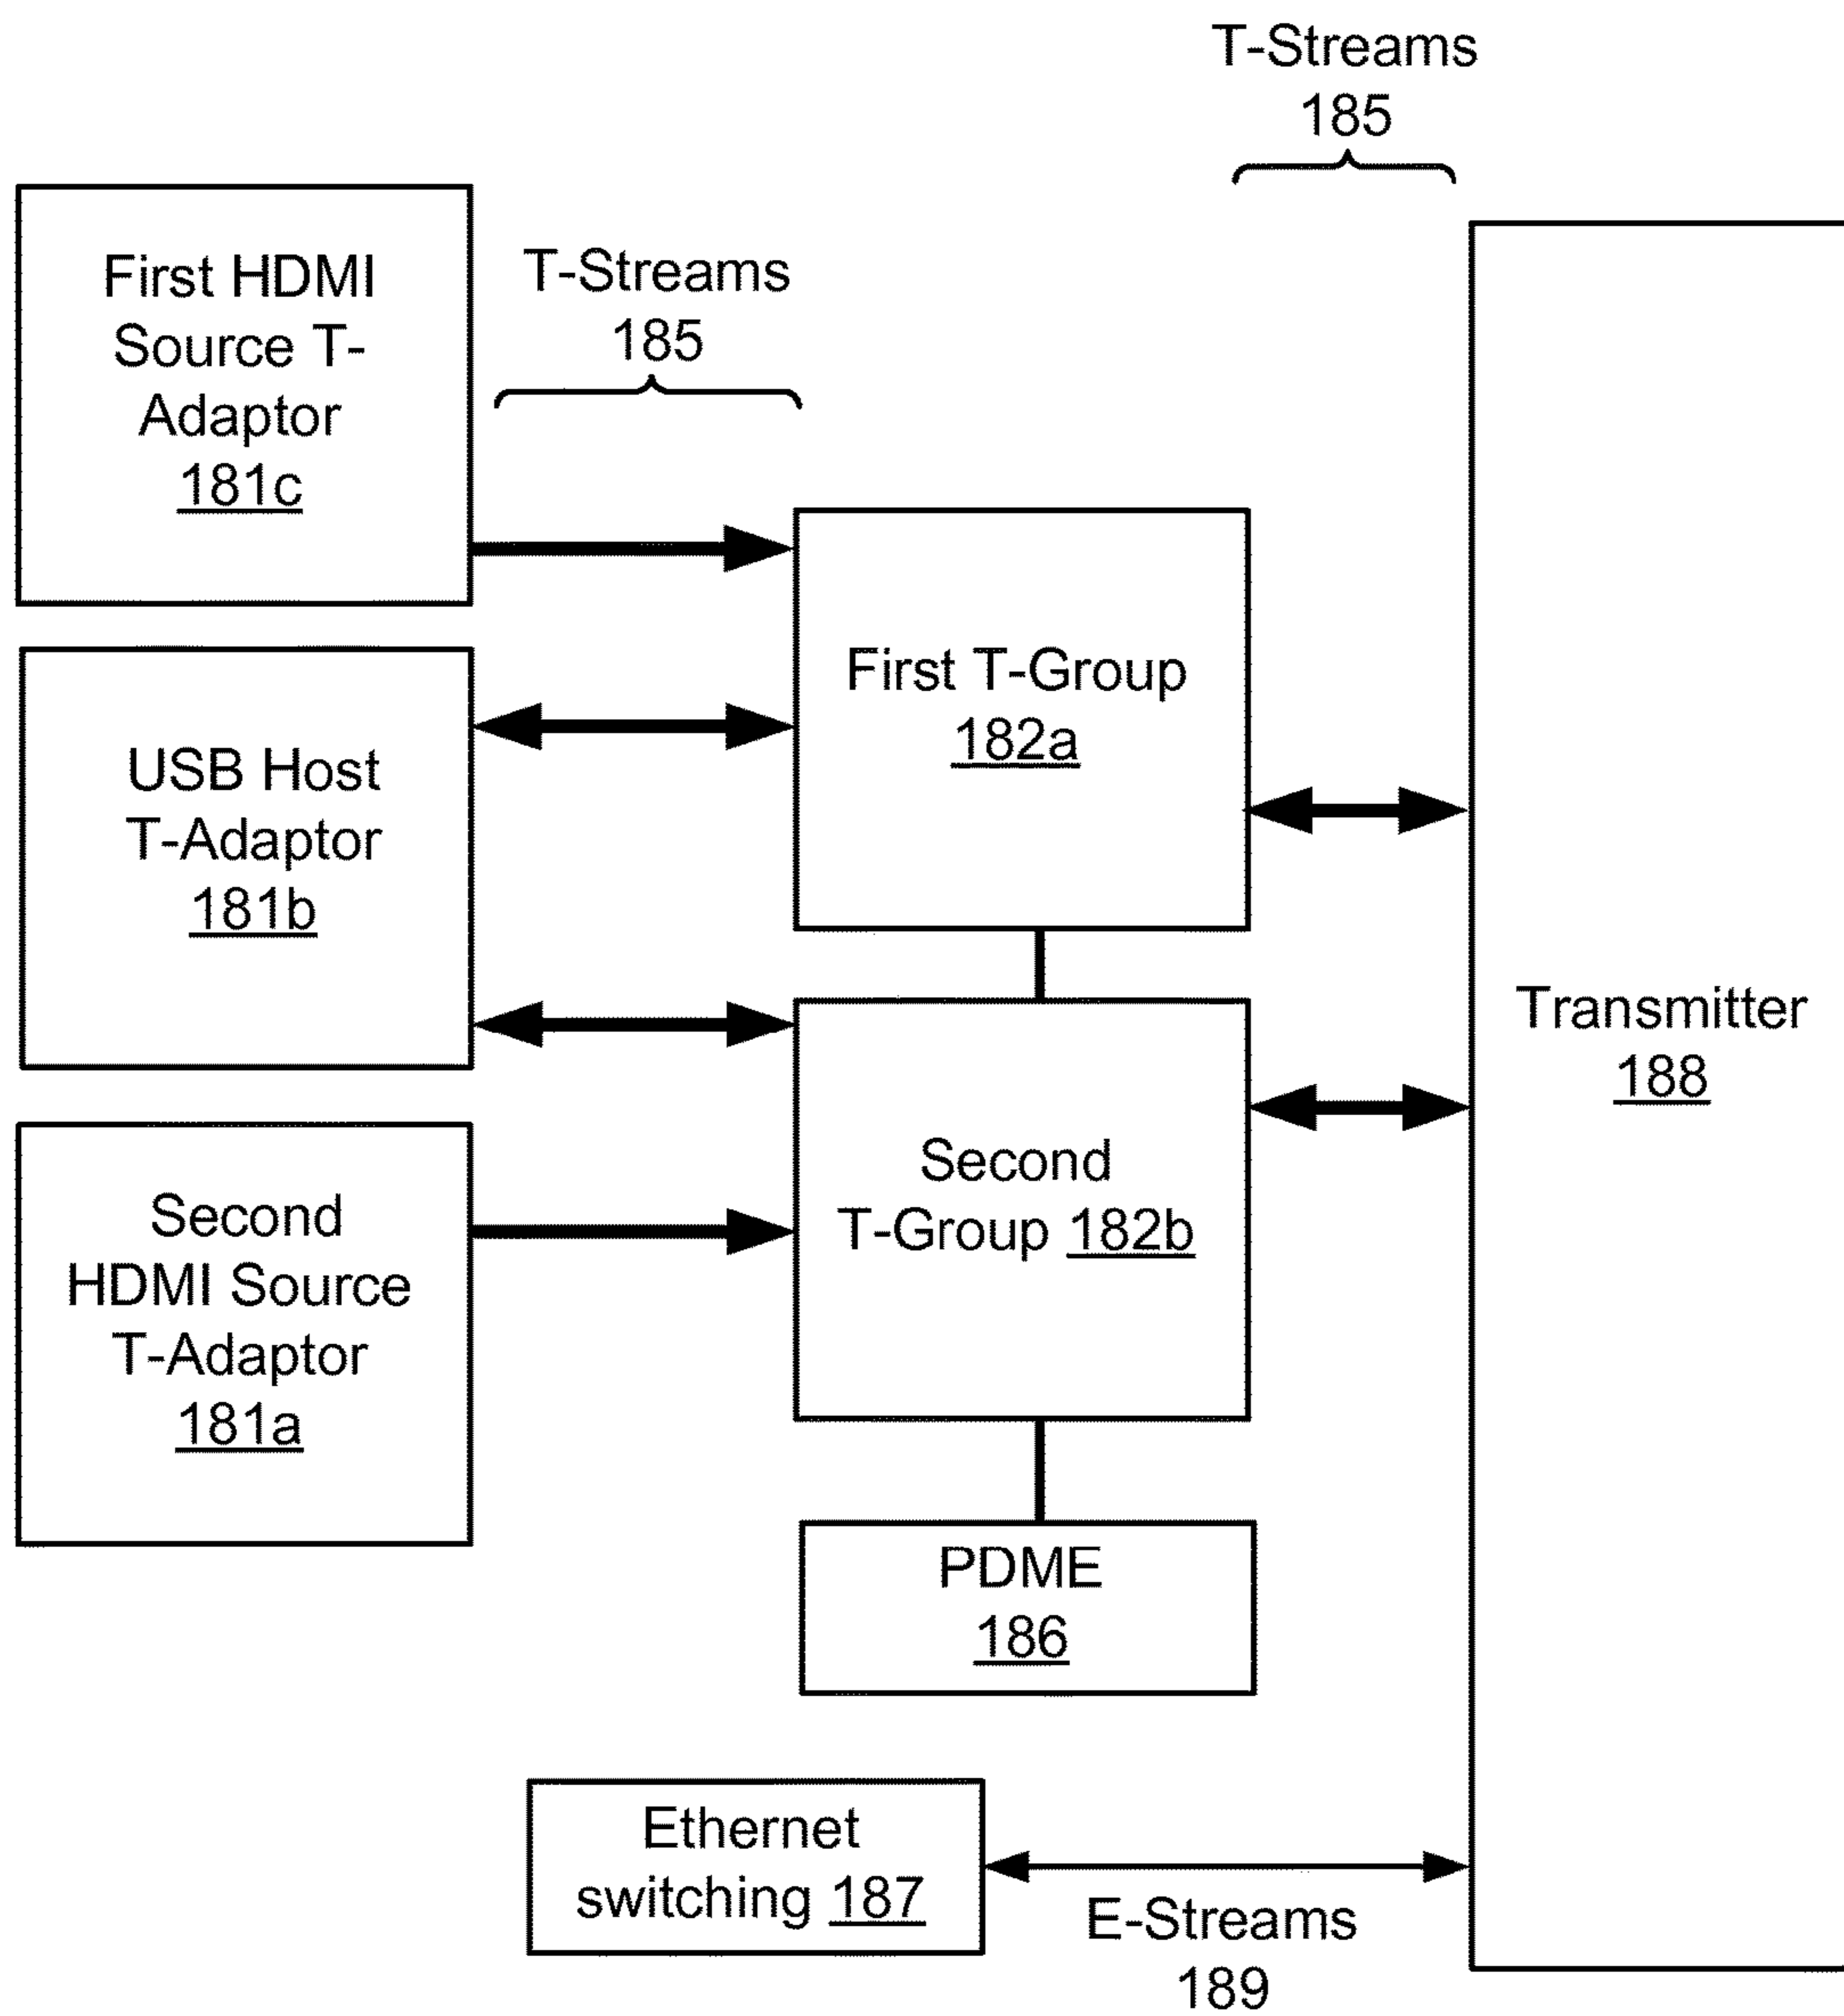 T-Streams
185
First HDMI
Source T-
Adaptor
181c
T-Streams
185
First T-Group
182a
USB Host
T-Adaptor
181b
Transmitter
188
Second
T-Group 182b
Second
HDMI Source
T-Adaptor
181a
PDME
186
Ethernet
switching 187
E-Streams
189